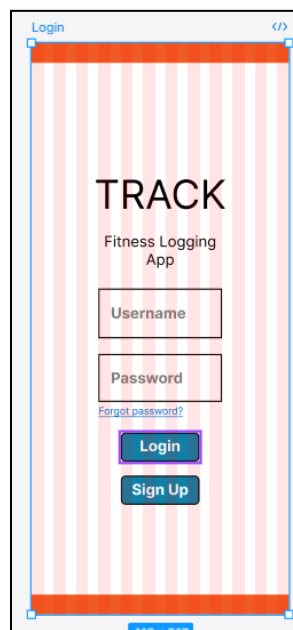 Login
</>
TRACK
Fitness Logging
App
Username
Password
Forgot password?
Login
Sign Up